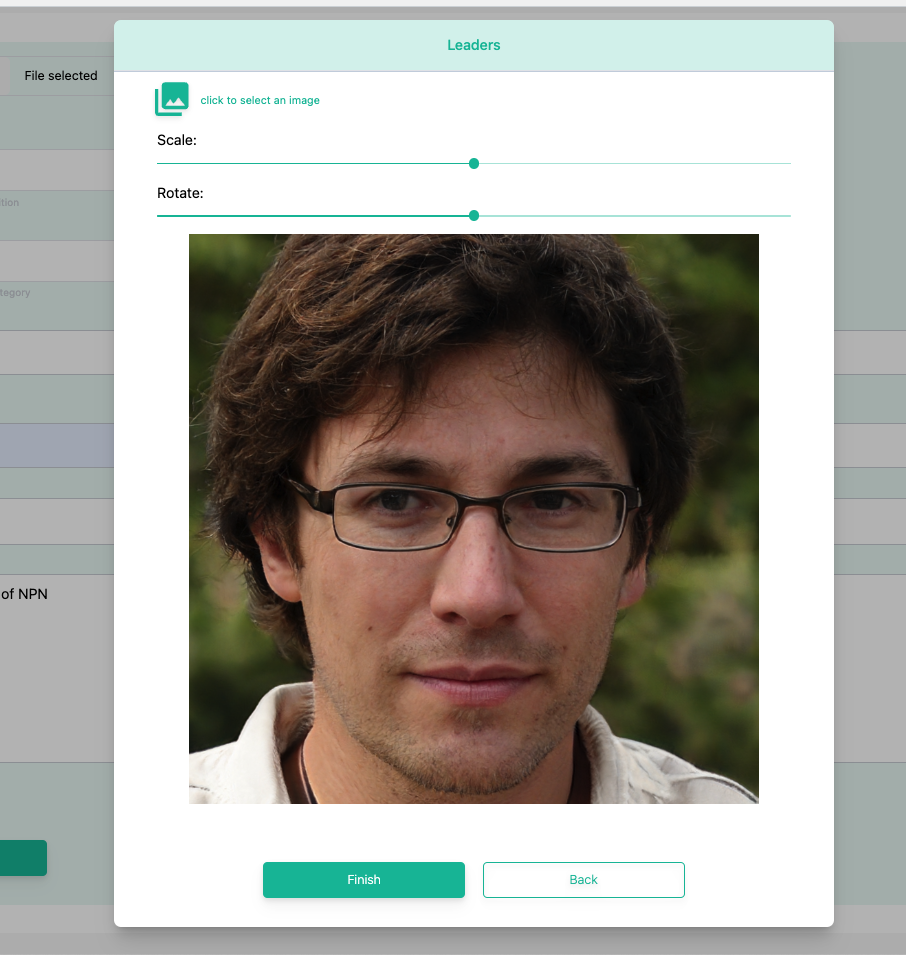 Leaders
File selected
click to select an image
Scale:
Rotate:
tion
tegory
of NPN
Finish
Back